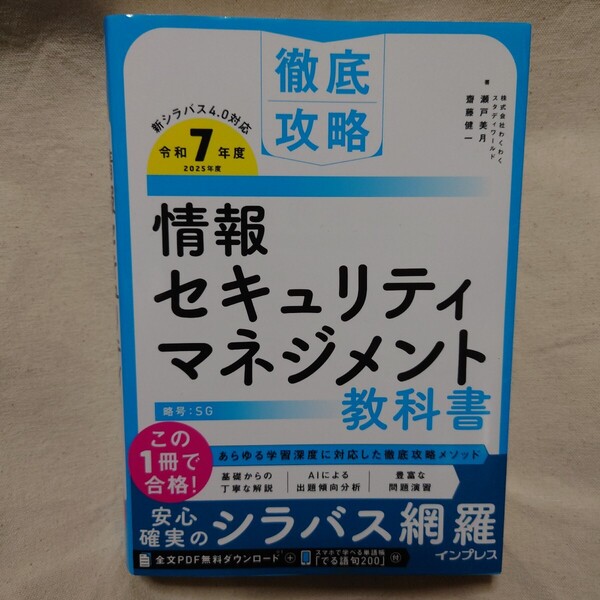 徹底
攻略
新シラバス4.0対応
令和7年度
2025年度
著
株式会社わくわく
スタディワールド
瀬戸美月
齋藤健一
情報
セキュリティ
マネジメント
略号:SG
教科書
この
1冊で
合格!
あらゆる学習深度に対応した徹底攻略メソッド
基礎からの
丁寧な解説
AIによる
出題傾向分析
豊富な
問題演習
安心
確実の
シラバス網羅
全文PDF無料ダウンロード
+
スマホで学べる単語帳
「でる語句200」
付
インプレス